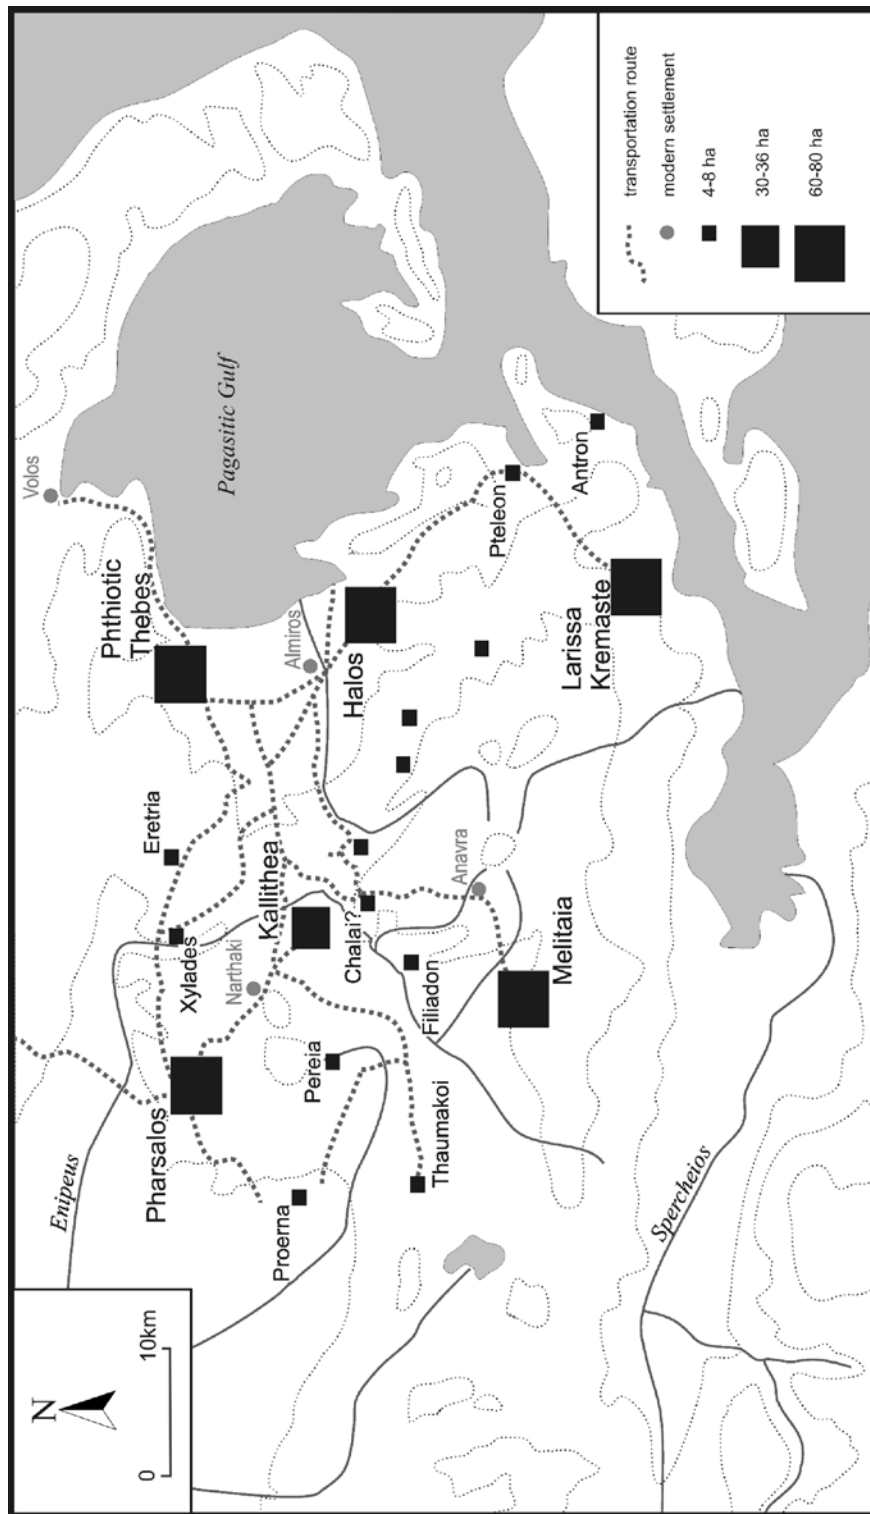 N
0
10km
Enipeus
Pharsalos
Proerna
Pereia
Thaumakoi
Narthaki
Xylades
Eretria
Kallithea
Chalai?
Filiadon
Melitaia
Anavra
Spercheios
Phthiotic
Thebes
Volos
Pagasitic Gulf
Almiros
Halos
Pteleon
Antron
Larissa
Kremaste
transportation route
modern settlement
4-8 ha
30-36 ha
60-80 ha